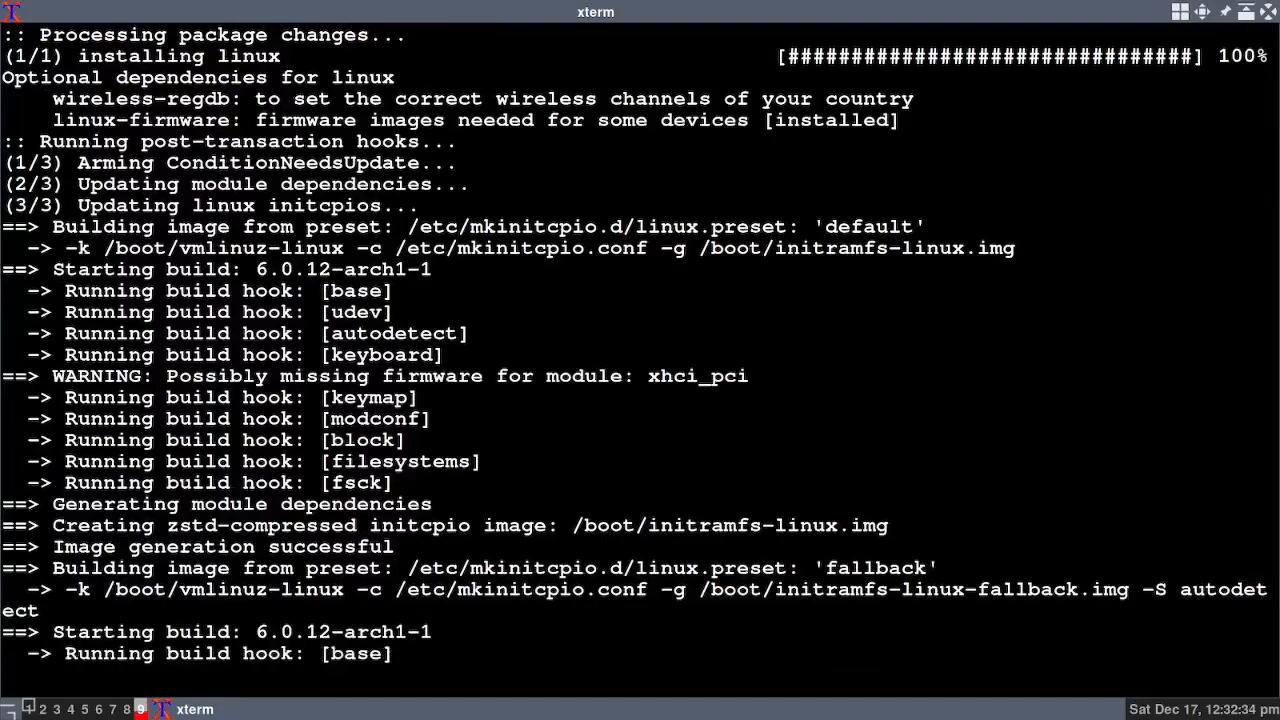 xterm
:: Processing package changes...
(1/1) installing linux [################################] 100%
Optional dependencies for linux
    wireless-regdb: to set the correct wireless channels of your country
    linux-firmware: firmware images needed for some devices [installed]
:: Running post-transaction hooks...
(1/3) Arming ConditionNeedsUpdate...
(2/3) Updating module dependencies...
(3/3) Updating linux initcpios...
==> Building image from preset: /etc/mkinitcpio.d/linux.preset: 'default'
  -> -k /boot/vmlinuz-linux -c /etc/mkinitcpio.conf -g /boot/initramfs-linux.img
==> Starting build: 6.0.12-arch1-1
  -> Running build hook: [base]
  -> Running build hook: [udev]
  -> Running build hook: [autodetect]
  -> Running build hook: [keyboard]
==> WARNING: Possibly missing firmware for module: xhci_pci
  -> Running build hook: [keymap]
  -> Running build hook: [modconf]
  -> Running build hook: [block]
  -> Running build hook: [filesystems]
  -> Running build hook: [fsck]
==> Generating module dependencies
==> Creating zstd-compressed initcpio image: /boot/initramfs-linux.img
==> Image generation successful
==> Building image from preset: /etc/mkinitcpio.d/linux.preset: 'fallback'
  -> -k /boot/vmlinuz-linux -c /etc/mkinitcpio.conf -g /boot/initramfs-linux-fallback.img -S autodet
ect
==> Starting build: 6.0.12-arch1-1
  -> Running build hook: [base]
1 2 3 4 5 6 7 8 9 xterm Sat Dec 17, 12:32:34 pm